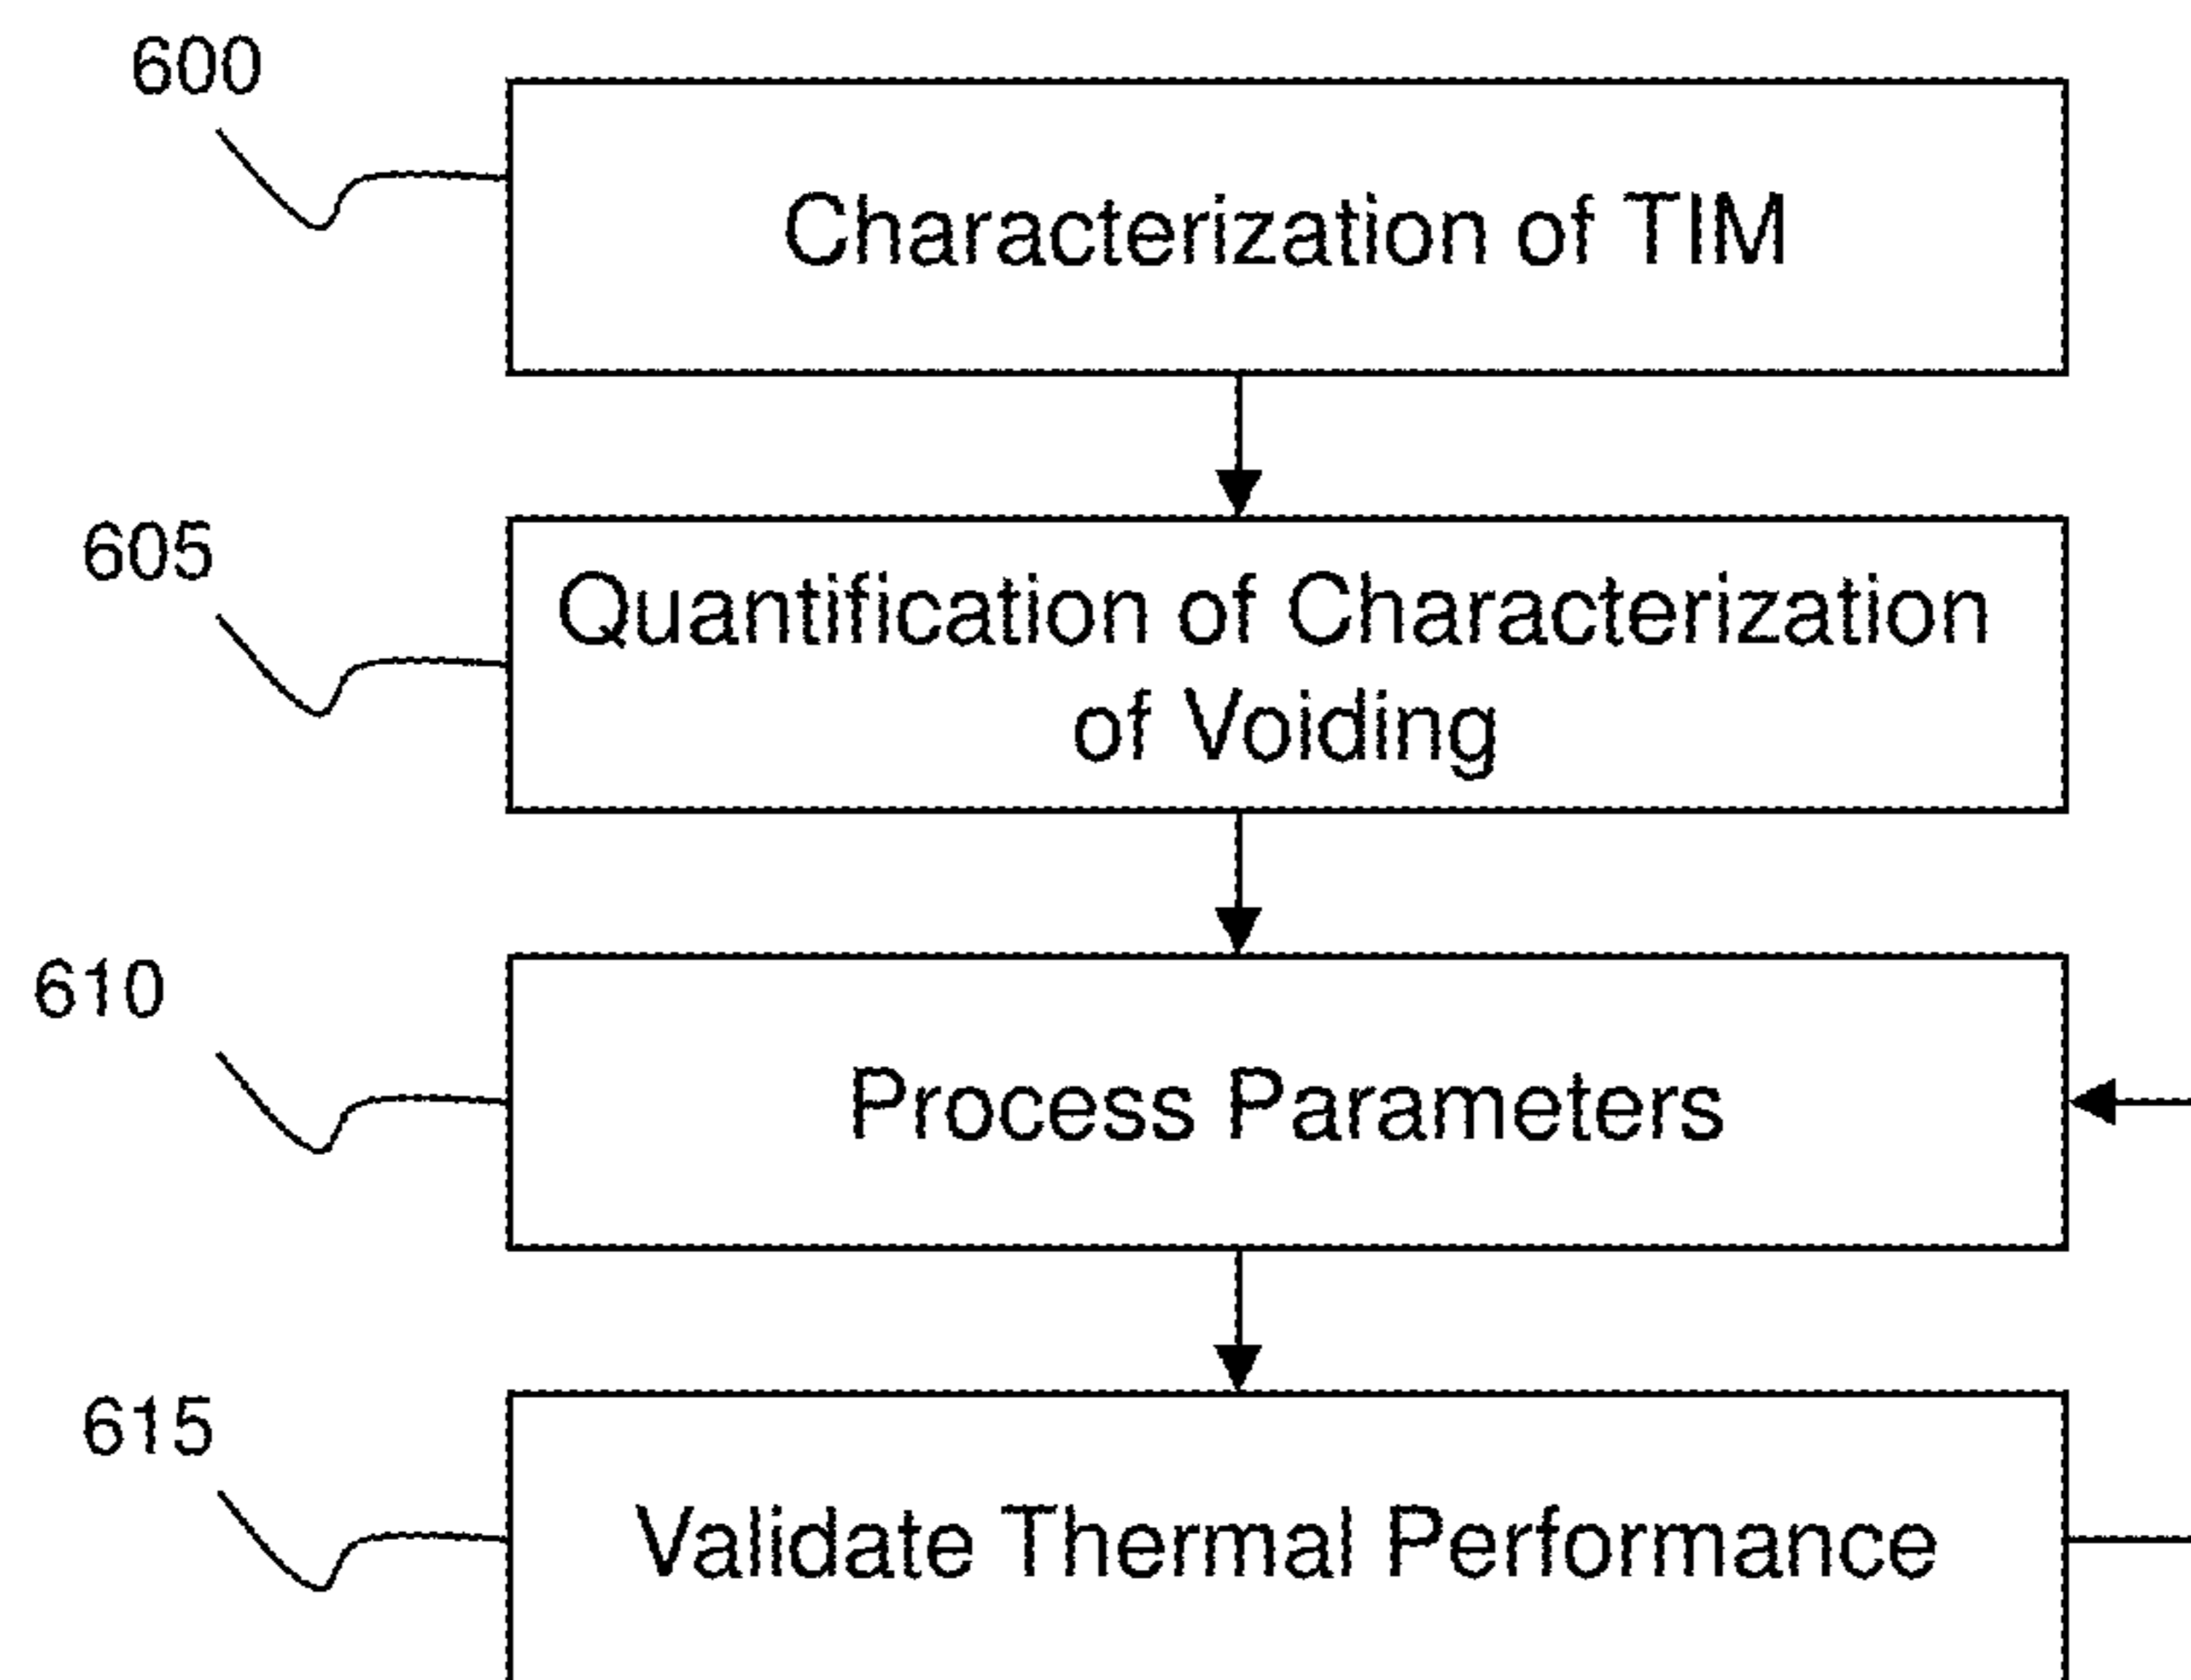 600
Characterization of TIM
605
Quantification of Characterization
of Voiding
610
Process Parameters
615
Validate Thermal Performance